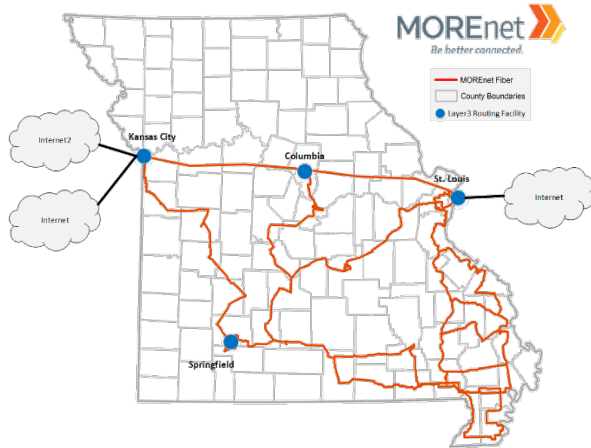 MOREnet
Be better connected.
MOREnet Fiber
County Boundaries
Layer3 Routing Facility
Kansas City
Internet2
Columbia
St. Louis
Internet
Internet
Springfield